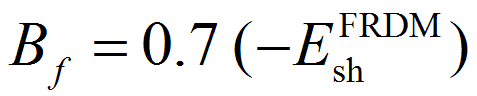 B_f = 0.7 (−E_sh^FRDM)